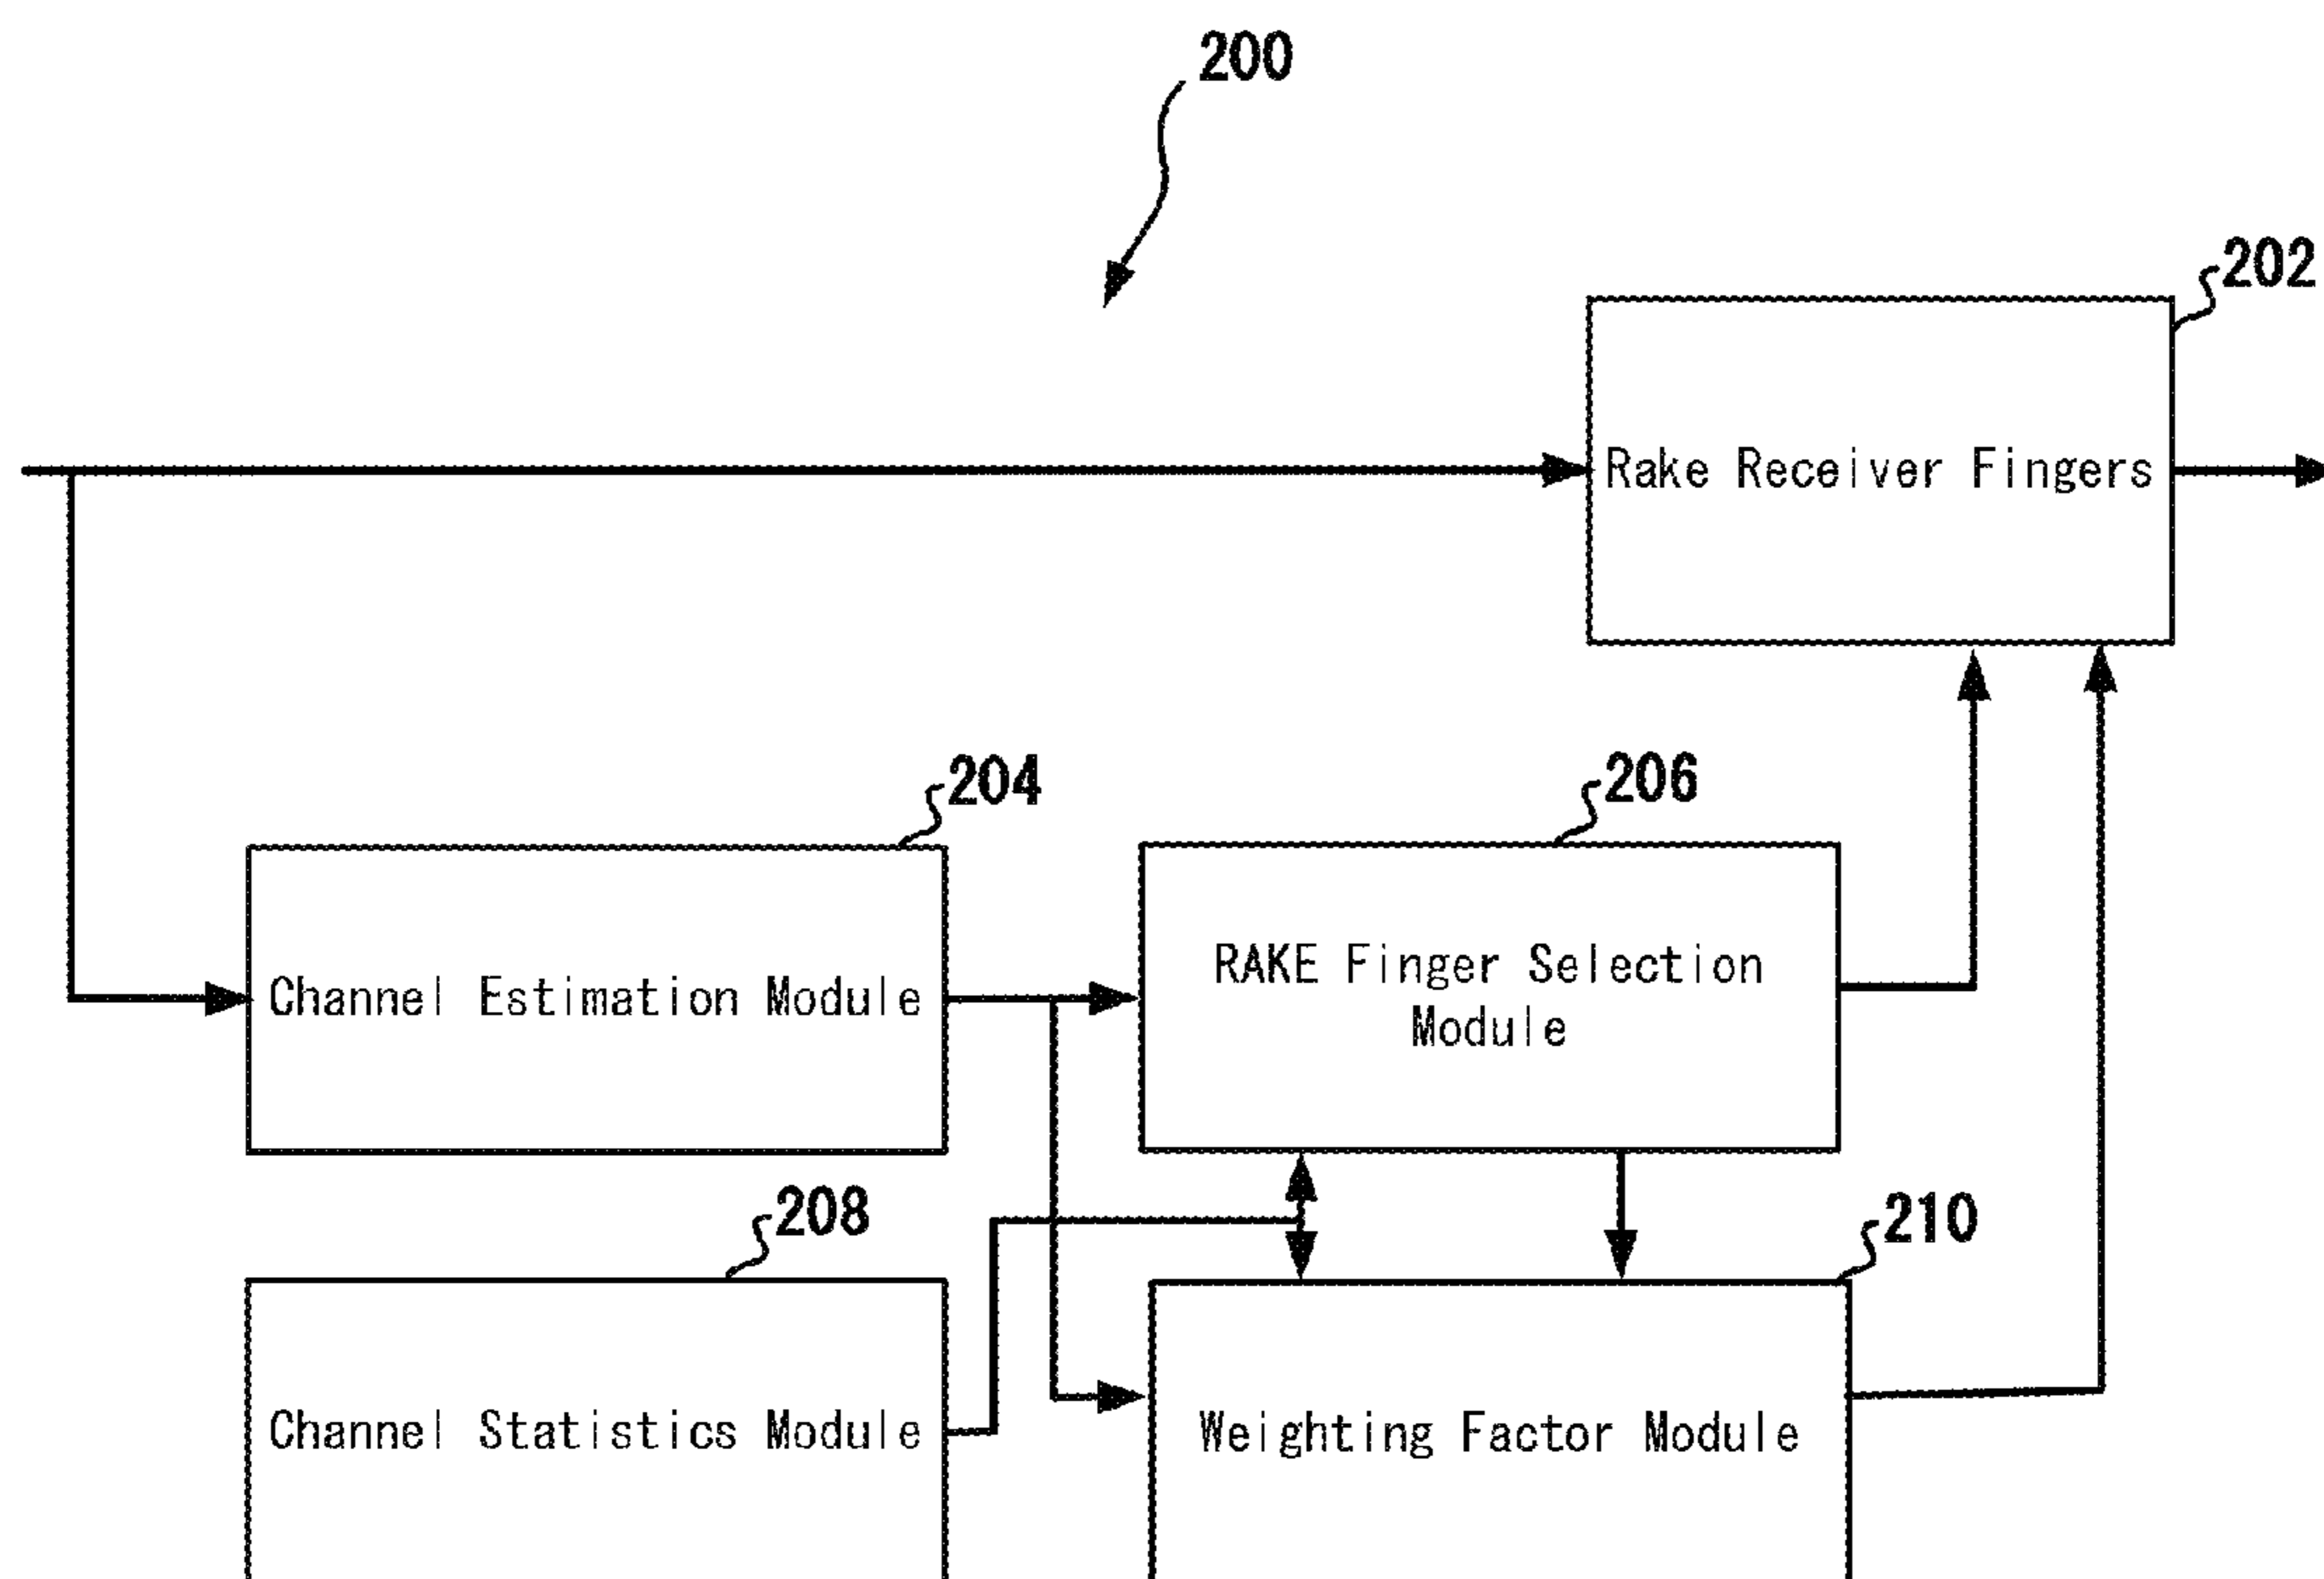 200
202
Rake Receiver Fingers
204
206
Channel Estimation Module
RAKE Finger Selection
Module
208
210
Channel Statistics Module
Weighting Factor Module